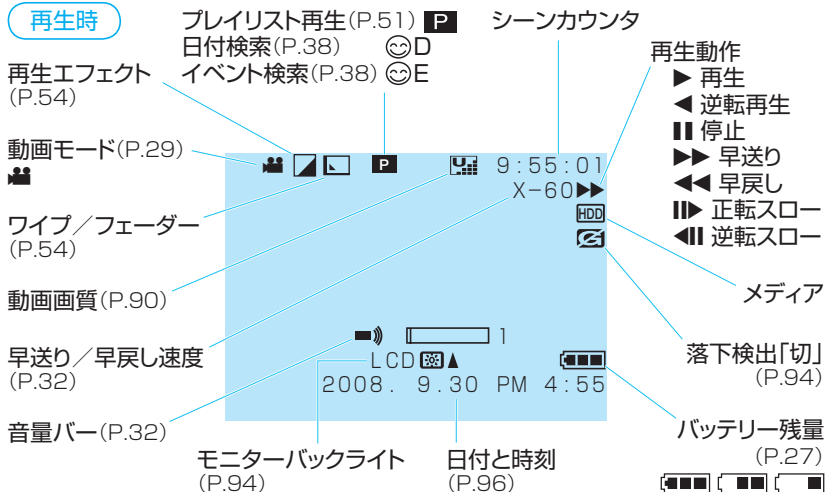 再生時
プレイリスト再生(P.51) P
日付検索(P.38) D
イベント検索(P.38) E
シーンカウンタ
再生動作
▶ 再生
◀ 逆転再生
❚❚ 停止
▶▶ 早送り
◀◀ 早戻し
❚❚▶ 正転スロー
◀❚❚ 逆転スロー
再生エフェクト
(P.54)
動画モード(P.29)
ワイプ／フェーダー
(P.54)
動画画質(P.90)
早送り／早戻し速度
(P.32)
音量バー(P.32)
P
9:55:01
X-60▶▶
HDD
1
LCD
2008. 9.30 PM 4:55
メディア
落下検出「切」
(P.94)
バッテリー残量
(P.27)
モニターバックライト
(P.94)
日付と時刻
(P.96)